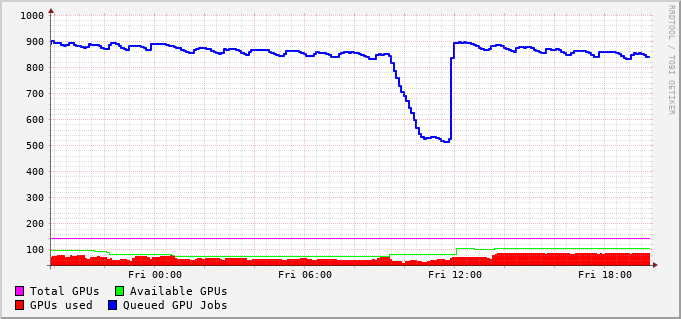 1000
900
800
700
600
500
400
300
200
100
Fri 00:00 Fri 06:00 Fri 12:00 Fri 18:00
Total GPUs Available GPUs
GPUs used Queued GPU Jobs
RRDTOOL / TOBI OETIKER